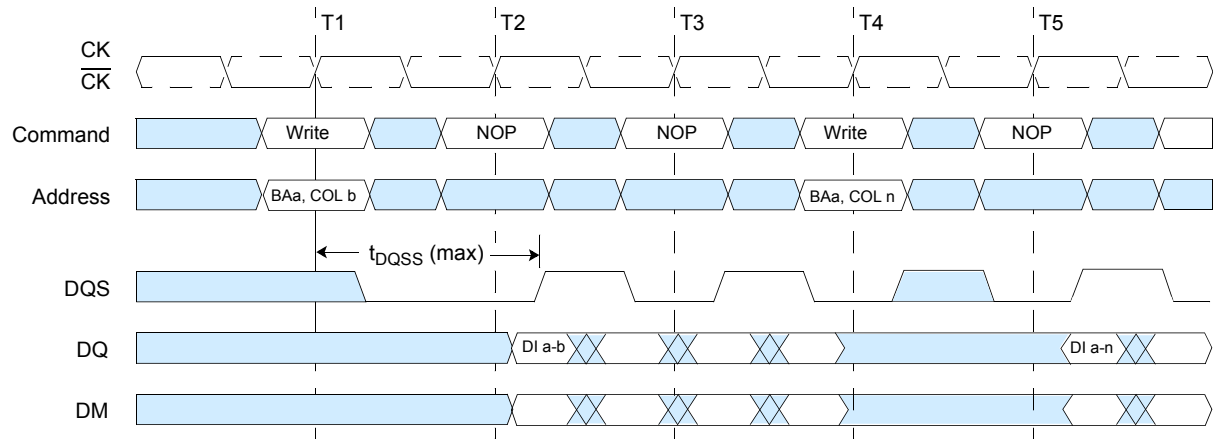 T1 T2 T3 T4 T5
CK
CK
Command Write NOP NOP Write NOP
Address BAa, COL b BAa, COL n
tDQSS (max)
DQS
DQ DI a-b DI a-n
DM